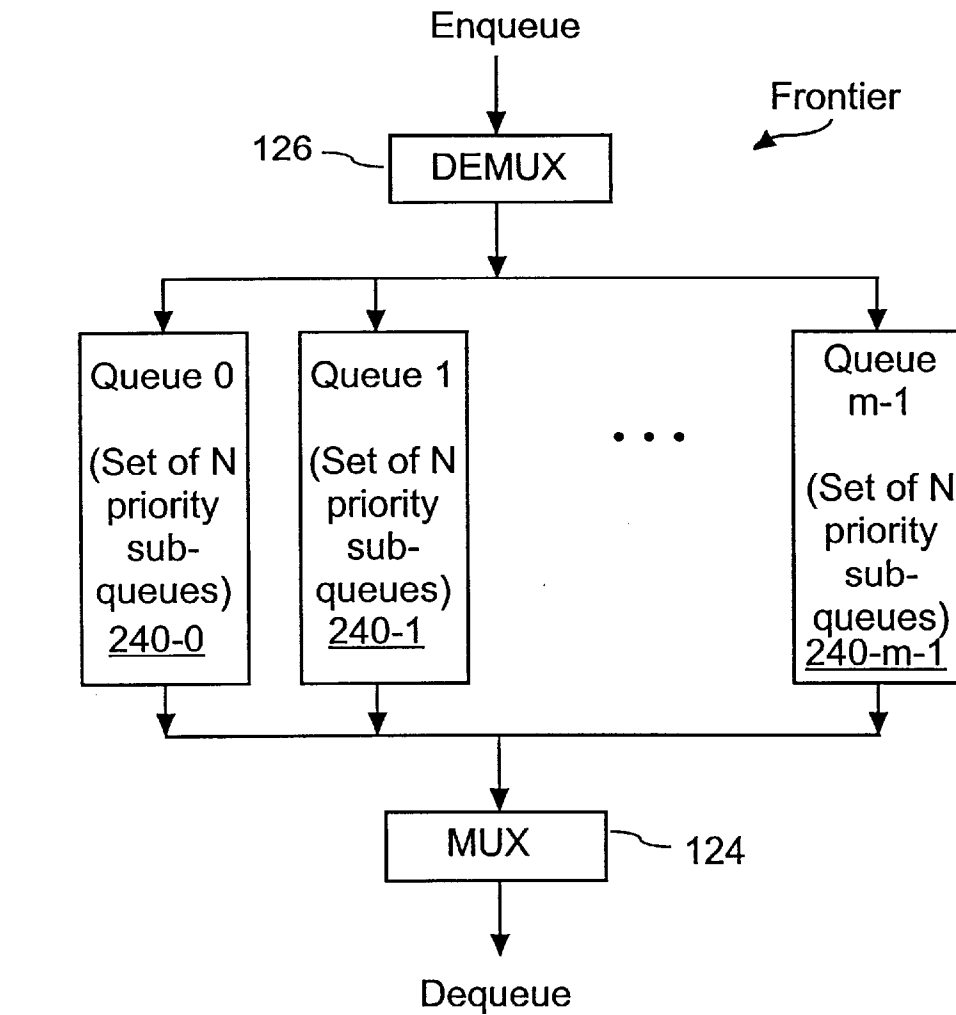 Enqueue
Frontier
126
DEMUX
Queue 0
(Set of N
priority
sub-
queues)
240-0
Queue 1
(Set of N
priority
sub-
queues)
240-1
Queue
m-1
(Set of N
priority
sub-
queues)
240-m-1
MUX
124
Dequeue